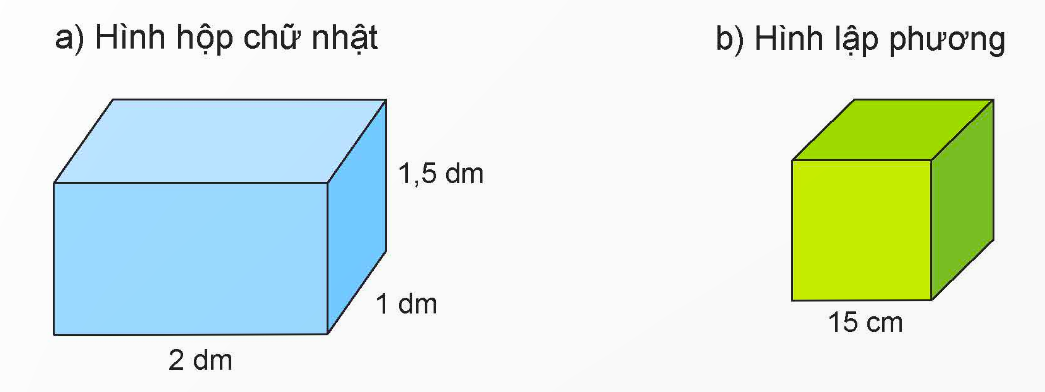 a) Hình hộp chữ nhật
b) Hình lập phương
1,5 dm
1 dm
2 dm
15 cm